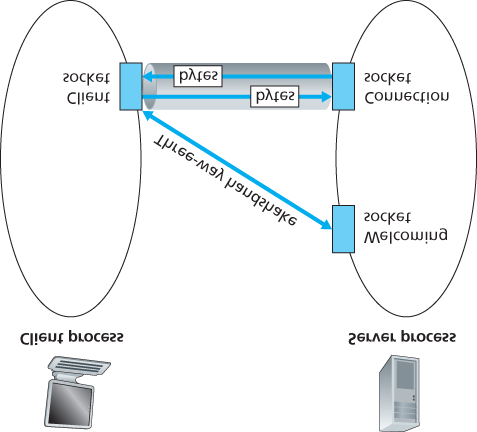 Client process
Server process
Welcoming
socket
Three-way handshake
Client
socket
bytes
bytes
Connection
socket